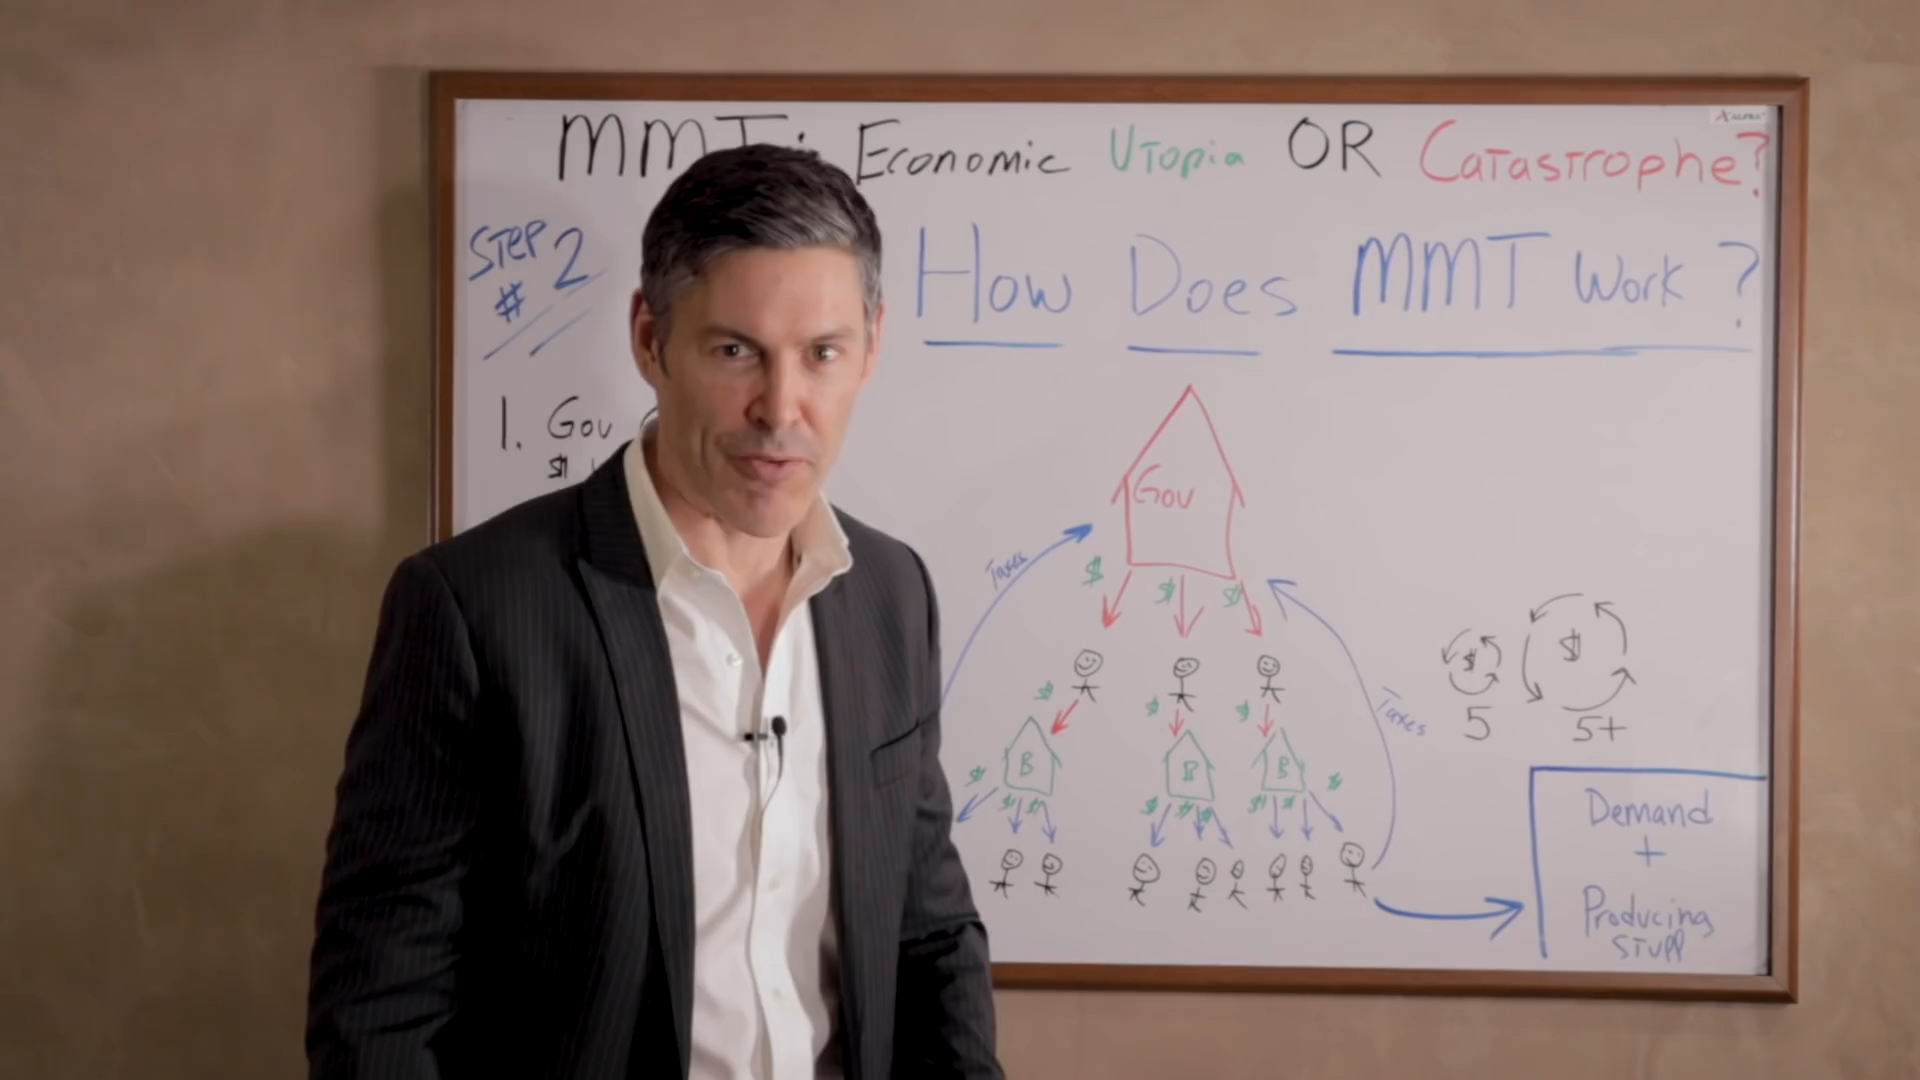 MMT: Economic Utopia OR Catastrophe?
STEP
# 2
How Does MMT Work?
1. Gov
$
Gov
Taxes
$ $ $
$ $ $
Taxes
$
5 5+
B B B
$ $ $ $ $ $ $ $ $ $
Demand
+
Producing
STUFF